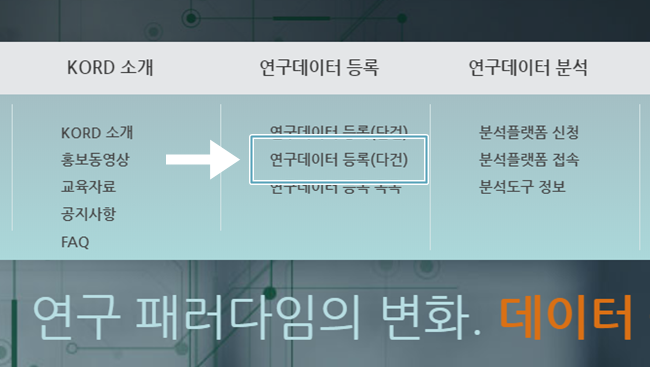 KORD 소개
연구데이터 등록
연구데이터 분석
KORD 소개
홍보동영상
교육자료
공지사항
FAQ
연구데이터 등록(단건)
연구데이터 등록(다건)
연구데이터 등록 목록
분석플랫폼 신청
분석플랫폼 접속
분석도구 정보
연구 패러다임의 변화. 데이터